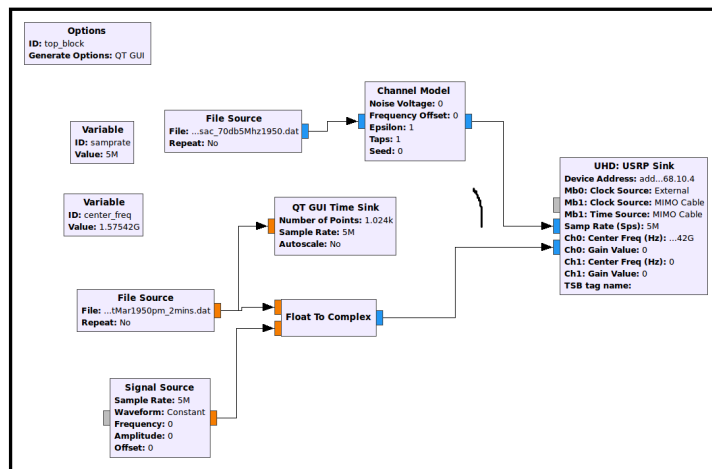 Options
ID: top_block
Generate Options: QT GUI
Variable
ID: samprate
Value: 5M
Variable
ID: center_freq
Value: 1.57542G
File Source
File: ...sac_70db5Mhz1950.dat
Repeat: No
Channel Model
Noise Voltage: 0
Frequency Offset: 0
Epsilon: 1
Taps: 1
Seed: 0
QT GUI Time Sink
Number of Points: 1.024k
Sample Rate: 5M
Autoscale: No
UHD: USRP Sink
Device Address: add...68.10.4
Mb0: Clock Source: External
Mb1: Clock Source: MIMO Cable
Mb1: Time Source: MIMO Cable
Samp Rate (Sps): 5M
Ch0: Center Freq (Hz): ...42G
Ch0: Gain Value: 0
Ch1: Center Freq (Hz): 0
Ch1: Gain Value: 0
TSB tag name:
File Source
File: ...tMar1950pm_2mins.dat
Repeat: No
Float To Complex
Signal Source
Sample Rate: 5M
Waveform: Constant
Frequency: 0
Amplitude: 0
Offset: 0